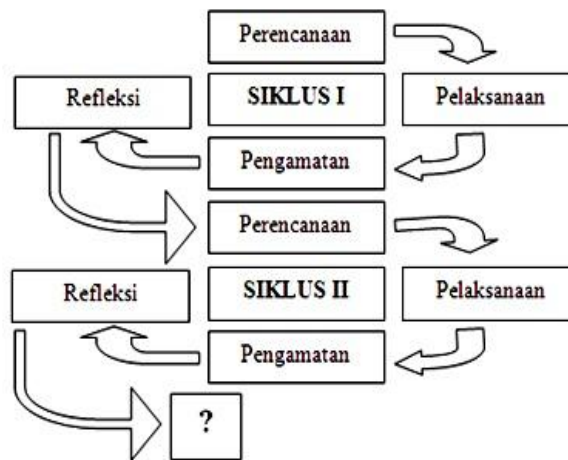 Perencanaan
Refleksi
SIKLUS I
Pelaksanaan
Pengamatan
Perencanaan
Refleksi
SIKLUS II
Pelaksanaan
Pengamatan
?